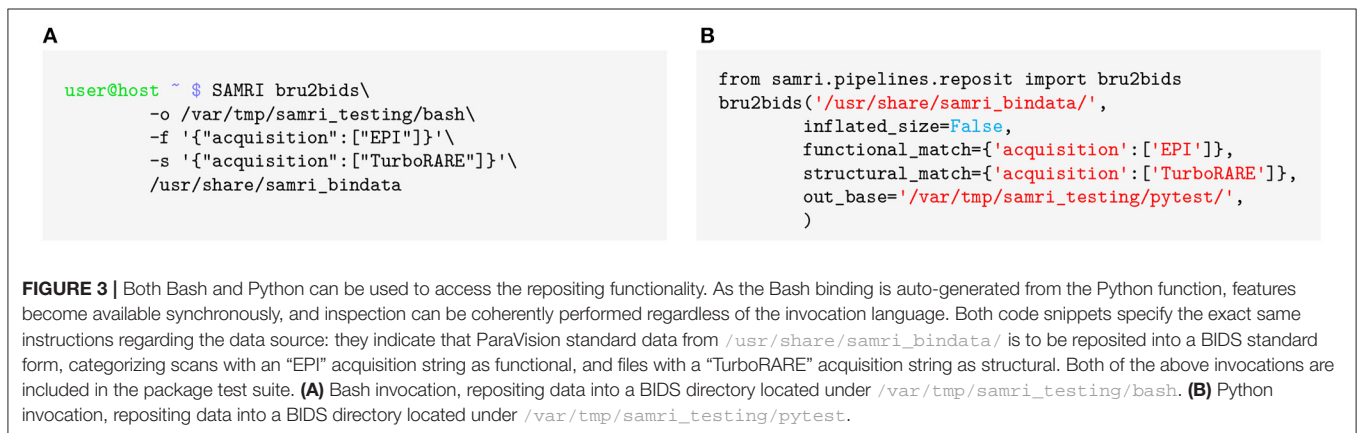 A
user@host ~ $ SAMRI bru2bids\
-o /var/tmp/samri_testing/bash\
-f '{"acquisition":["EPI"]}'\
-s '{"acquisition":["TurboRARE"]}'\
/usr/share/samri_bindata
B
from samri.pipelines.reposit import bru2bids
bru2bids('/usr/share/samri_bindata/',
inflated_size=False,
functional_match={'acquisition':['EPI']},
structural_match={'acquisition':['TurboRARE']},
out_base='/var/tmp/samri_testing/pytest/',
)
FIGURE 3 | Both Bash and Python can be used to access the repositing functionality. As the Bash binding is auto-generated from the Python function, features
become available synchronously, and inspection can be coherently performed regardless of the invocation language. Both code snippets specify the exact same
instructions regarding the data source: they indicate that ParaVision standard data from /usr/share/samri_bindata/ is to be reposited into a BIDS standard
form, categorizing scans with an “EPI” acquisition string as functional, and files with a “TurboRARE” acquisition string as structural. Both of the above invocations are
included in the package test suite. (A) Bash invocation, repositing data into a BIDS directory located under /var/tmp/samri_testing/bash. (B) Python
invocation, repositing data into a BIDS directory located under /var/tmp/samri_testing/pytest.